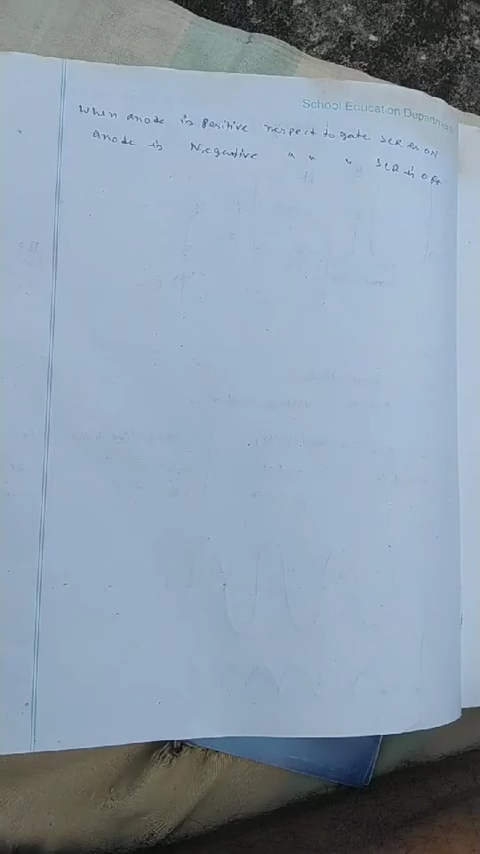 School Education Department
When anode is Positive respect to gate SCR is ON
Anode is Negative " " " SCR is OFF